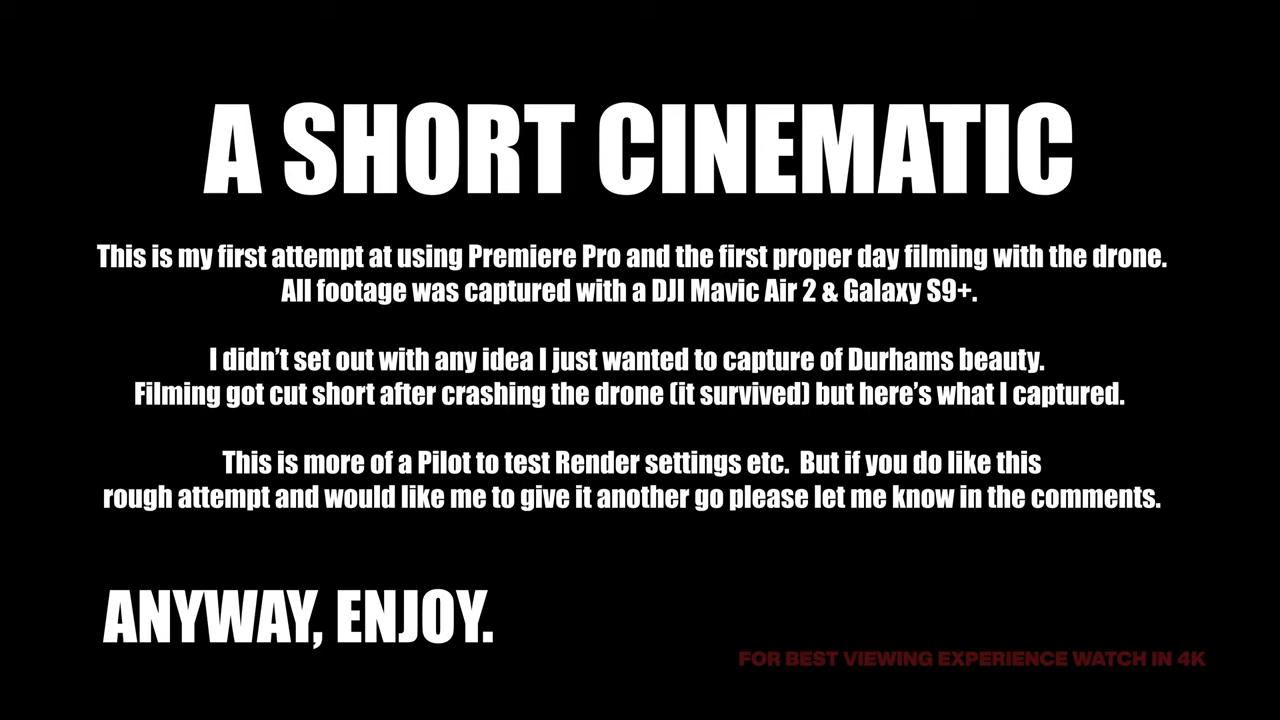 A SHORT CINEMATIC
This is my first attempt at using Premiere Pro and the first proper day filming with the drone.
All footage was captured with a DJI Mavic Air 2 & Galaxy S9+.
I didn’t set out with any idea I just wanted to capture of Durhams beauty.
Filming got cut short after crashing the drone (it survived) but here’s what I captured.
This is more of a Pilot to test Render settings etc.  But if you do like this
rough attempt and would like me to give it another go please let me know in the comments.
ANYWAY, ENJOY.
FOR BEST VIEWING EXPERIENCE WATCH IN 4K